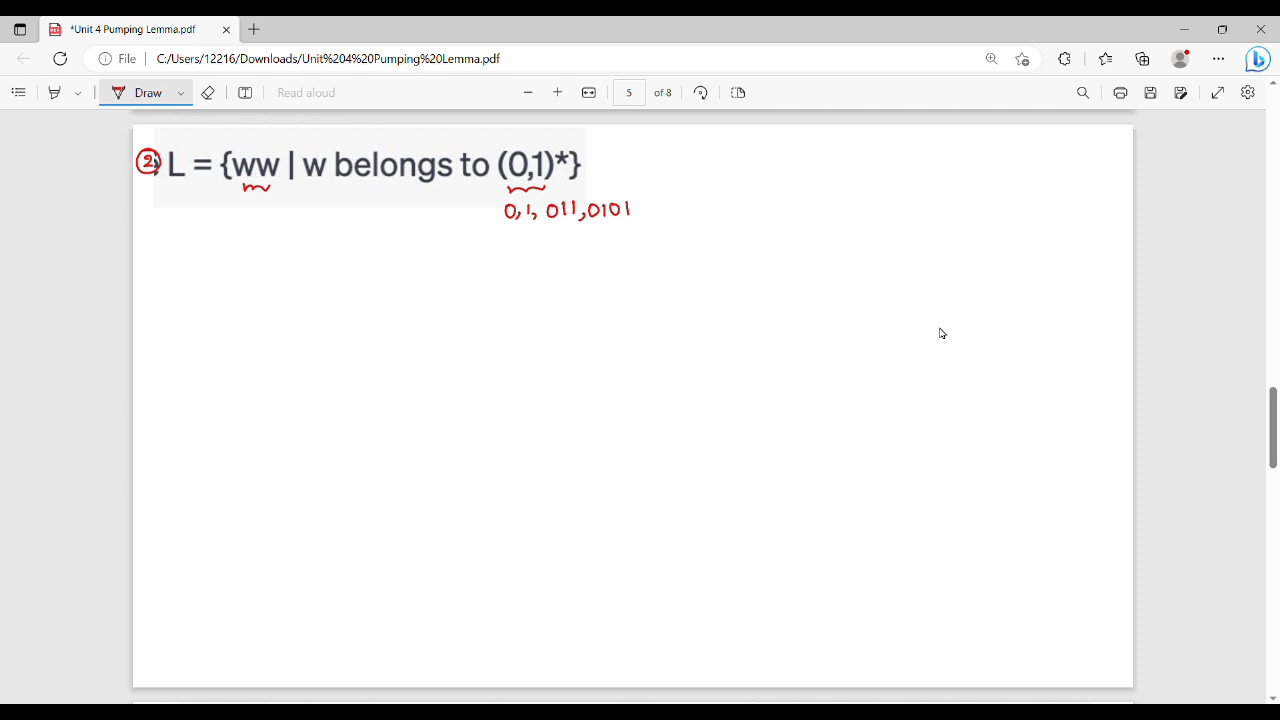 *Unit 4 Pumping Lemma.pdf
File C:/Users/12216/Downloads/Unit%204%20Pumping%20Lemma.pdf
Draw Read aloud 5 of 8
2 L = {ww | w belongs to (0,1)*}
0, 1, 011, 0101